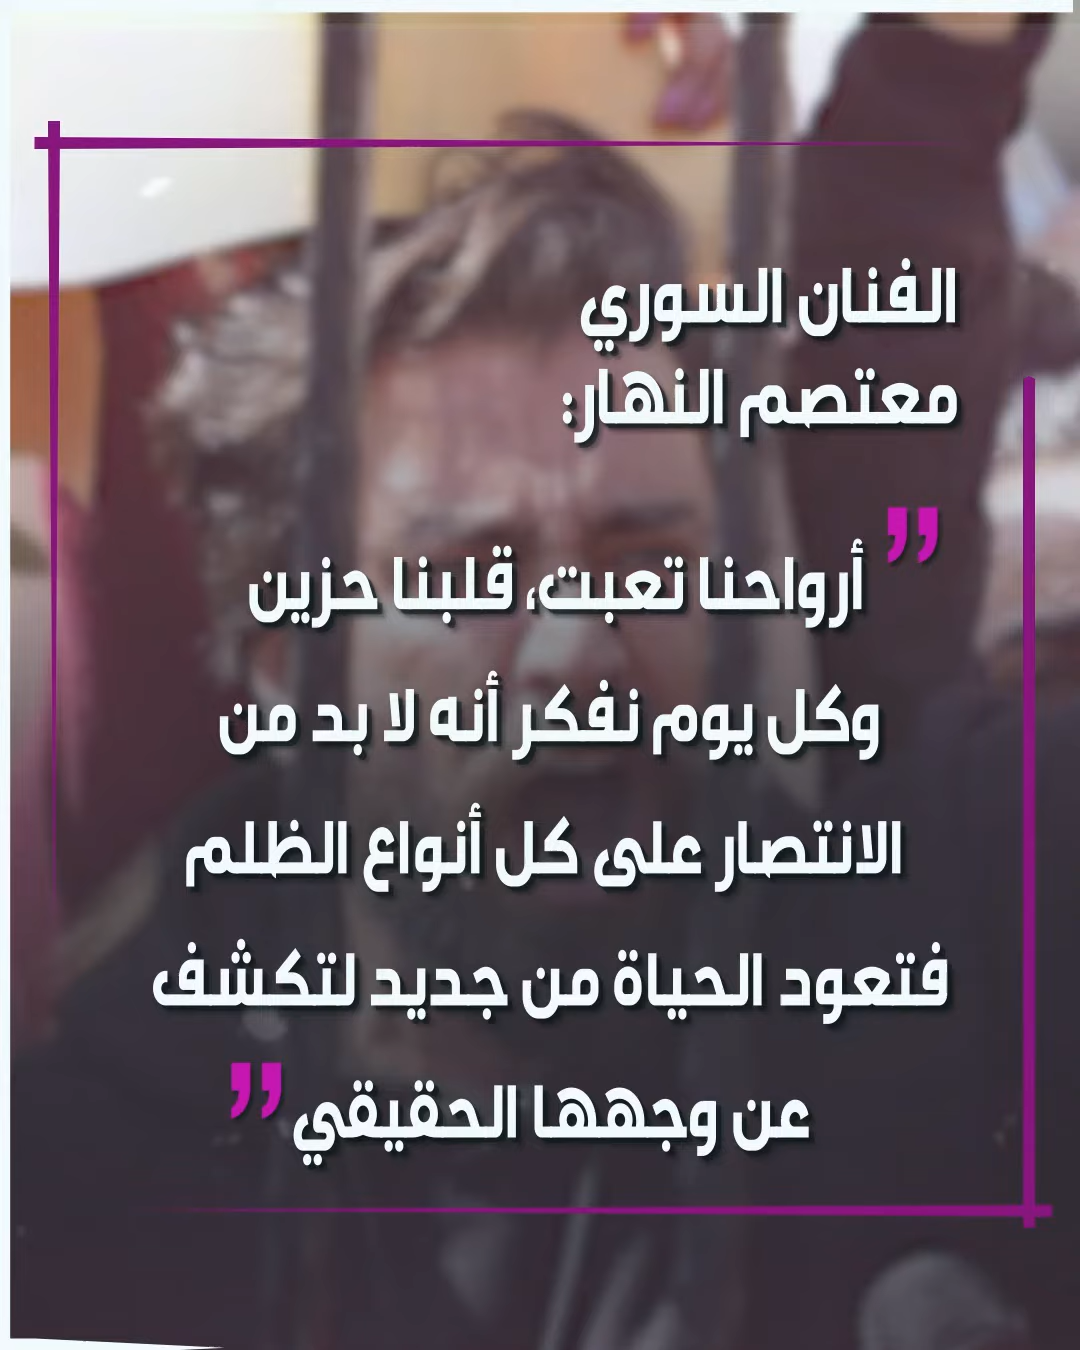 الفنان السوري
معتصم النهار:
❞ أرواحنا تعبت، قلبنا حزين
وكل يوم نفكر أنه لا بد من
الانتصار على كل أنواع الظلم
فتعود الحياة من جديد لتكشف
عن وجهها الحقيقي ❞